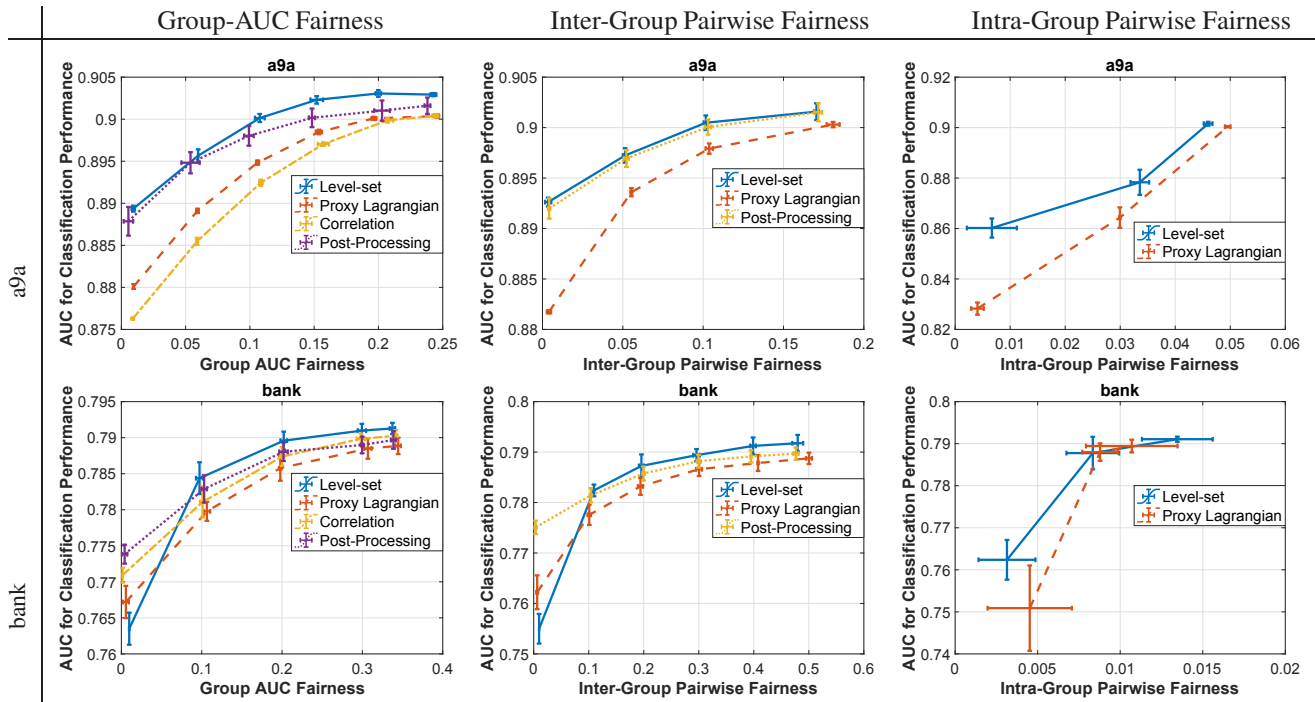 Group-AUC Fairness
Inter-Group Pairwise Fairness
Intra-Group Pairwise Fairness
a9a
a9a
AUC for Classification Performance
0.905
0.9
0.895
0.89
0.885
0.88
0.875
0 0.05 0.1 0.15 0.2 0.25
Group AUC Fairness
Level-set
Proxy Lagrangian
Correlation
Post-Processing
a9a
AUC for Classification Performance
0.905
0.9
0.895
0.89
0.885
0.88
0 0.05 0.1 0.15 0.2
Inter-Group Pairwise Fairness
Level-set
Proxy Lagrangian
Post-Processing
a9a
AUC for Classification Performance
0.92
0.9
0.88
0.86
0.84
0.82
0 0.01 0.02 0.03 0.04 0.05 0.06
Intra-Group Pairwise Fairness
Level-set
Proxy Lagrangian
bank
bank
AUC for Classification Performance
0.795
0.79
0.785
0.78
0.775
0.77
0.765
0.76
0 0.1 0.2 0.3 0.4
Group AUC Fairness
Level-set
Proxy Lagrangian
Correlation
Post-Processing
bank
AUC for Classification Performance
0.8
0.79
0.78
0.77
0.76
0.75
0 0.1 0.2 0.3 0.4 0.5 0.6
Inter-Group Pairwise Fairness
Level-set
Proxy Lagrangian
Post-Processing
bank
AUC for Classification Performance
0.8
0.79
0.78
0.77
0.76
0.75
0.74
0 0.005 0.01 0.015 0.02
Intra-Group Pairwise Fairness
Level-set
Proxy Lagrangian